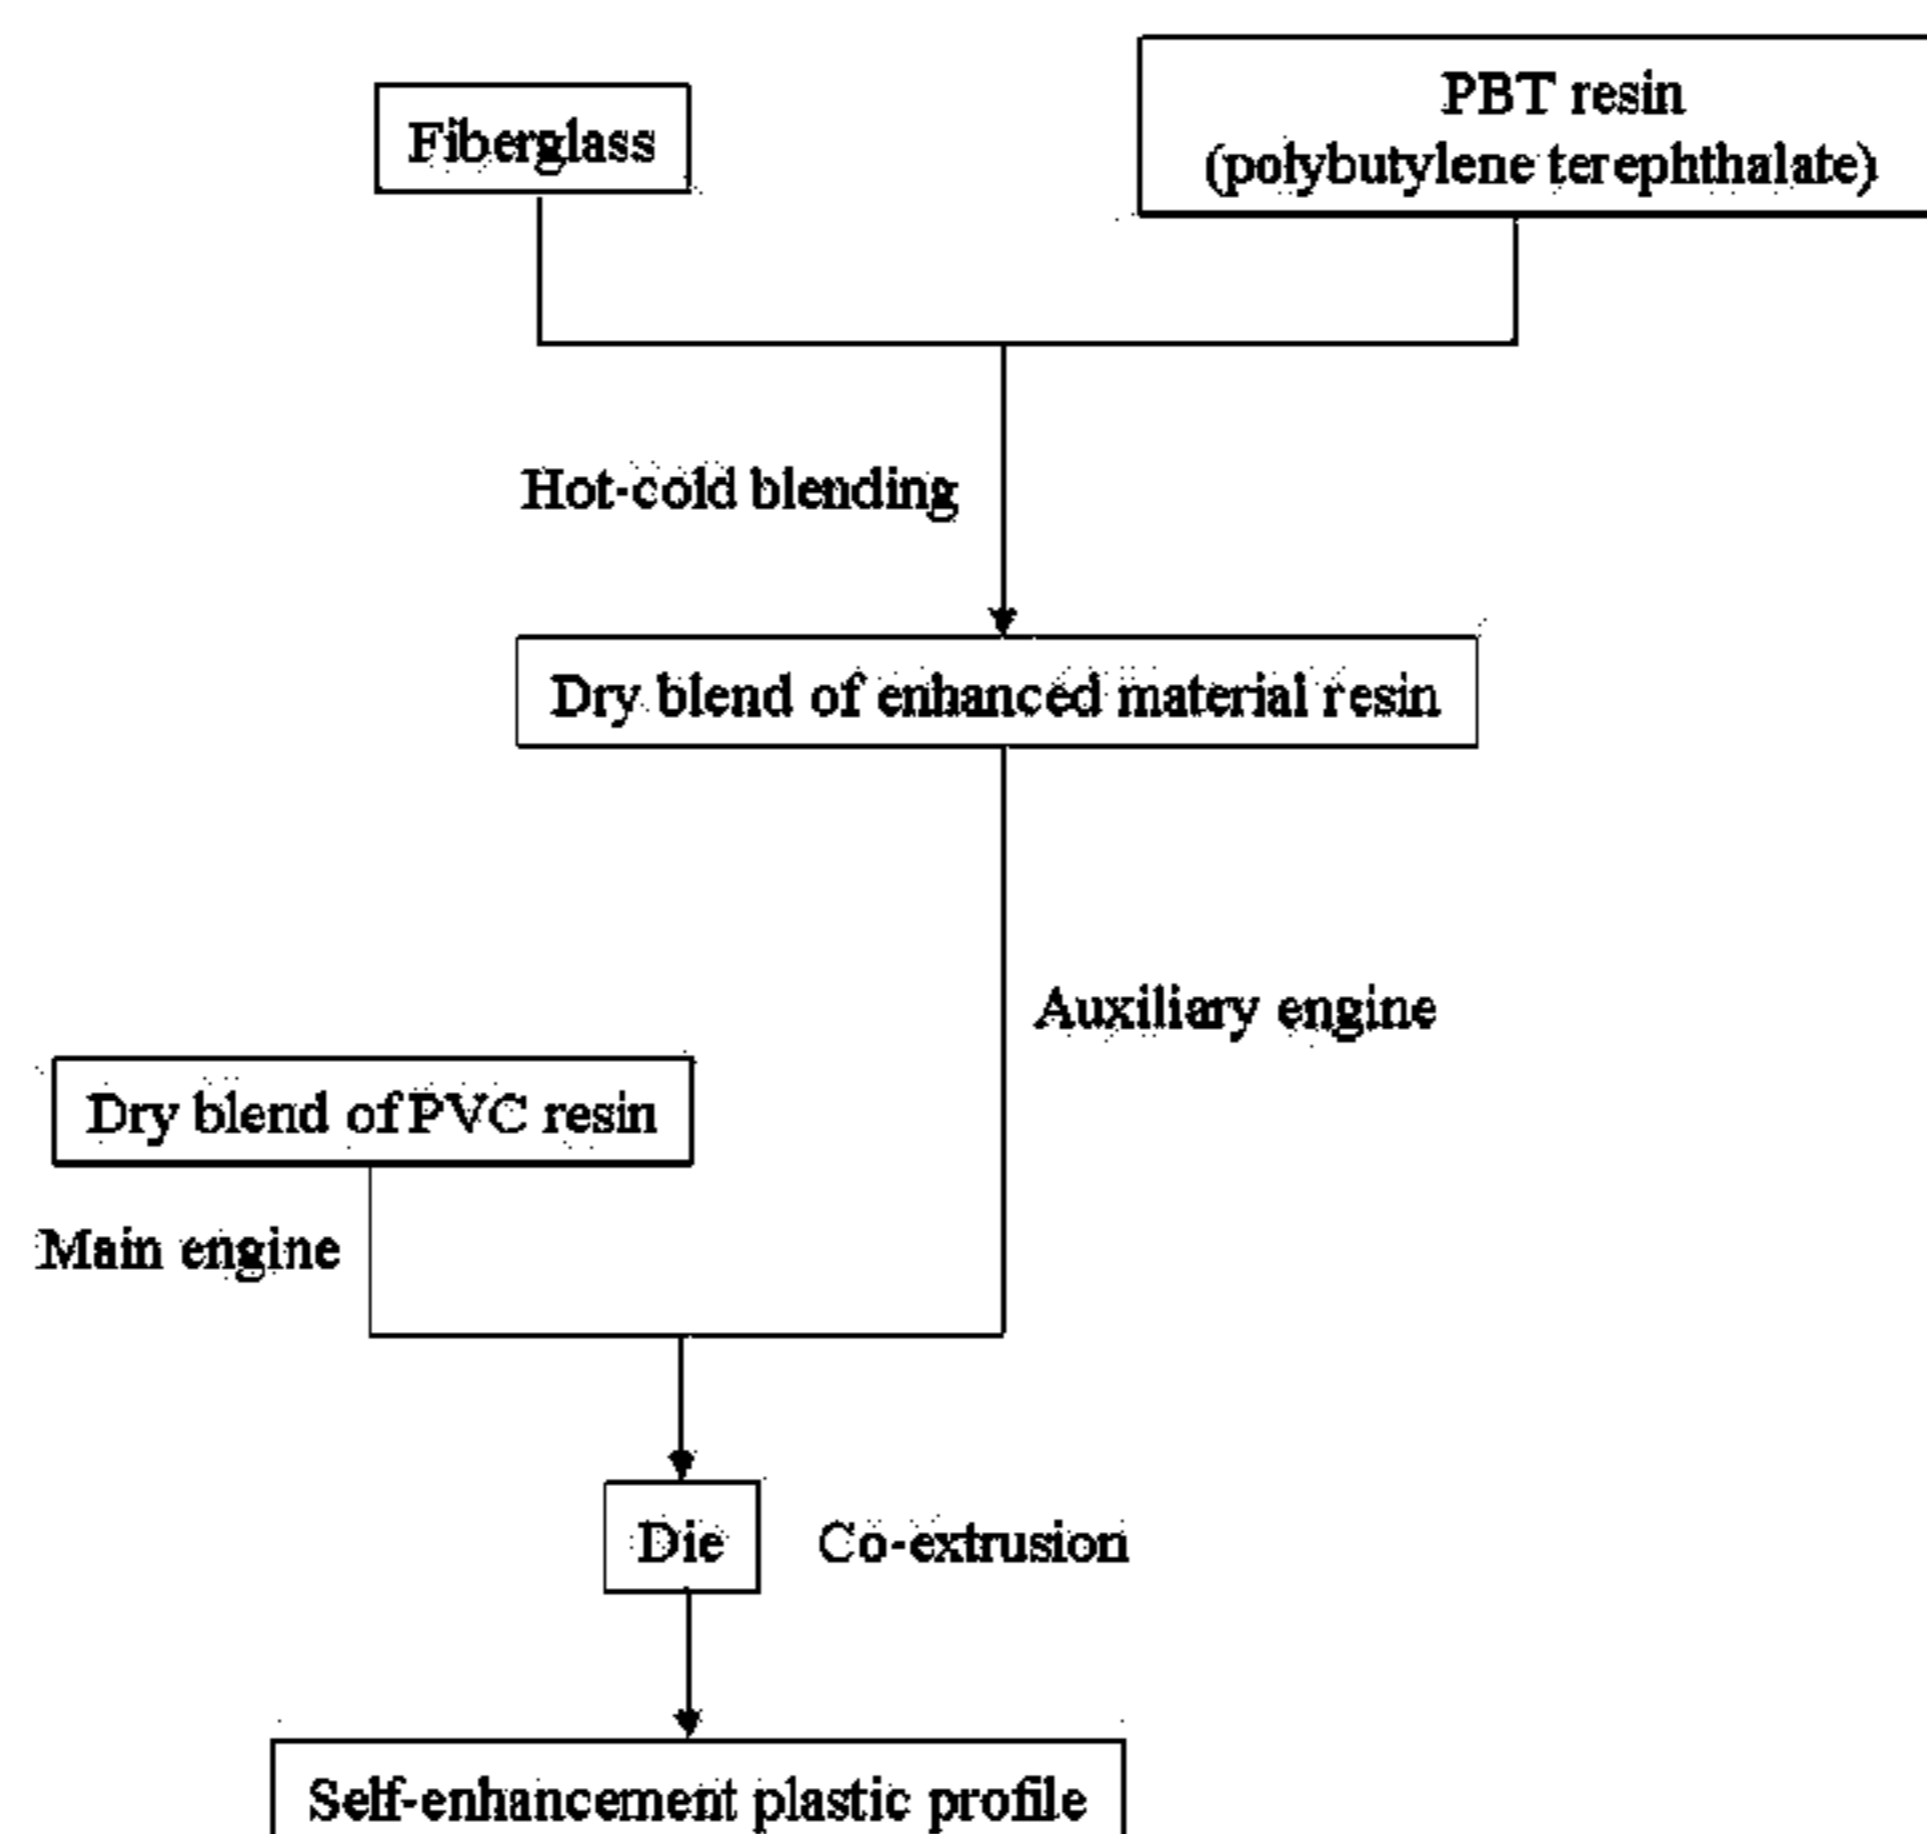 Fiberglass
PBT resin
(polybutylene terephthalate)
Hot-cold blending
Dry blend of enhanced material resin
Auxiliary engine
Dry blend of PVC resin
Main engine
Die
Co-extrusion
Self-enhancement plastic profile